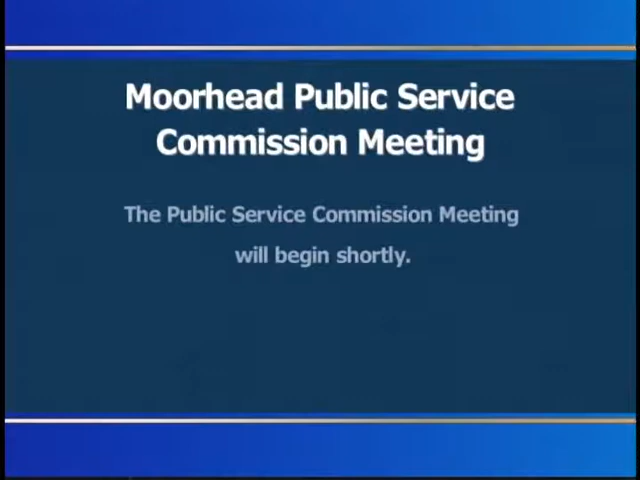 Moorhead Public Service
Commission Meeting
The Public Service Commission Meeting
will begin shortly.